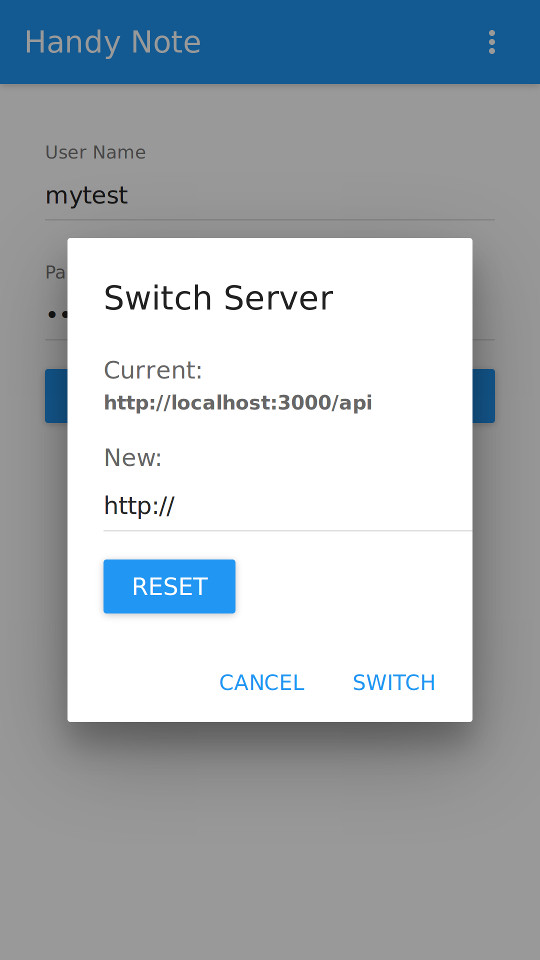 Handy Note
User Name
mytest
Pa
Switch Server
Current:
http://localhost:3000/api
New:
http://
RESET
CANCEL SWITCH